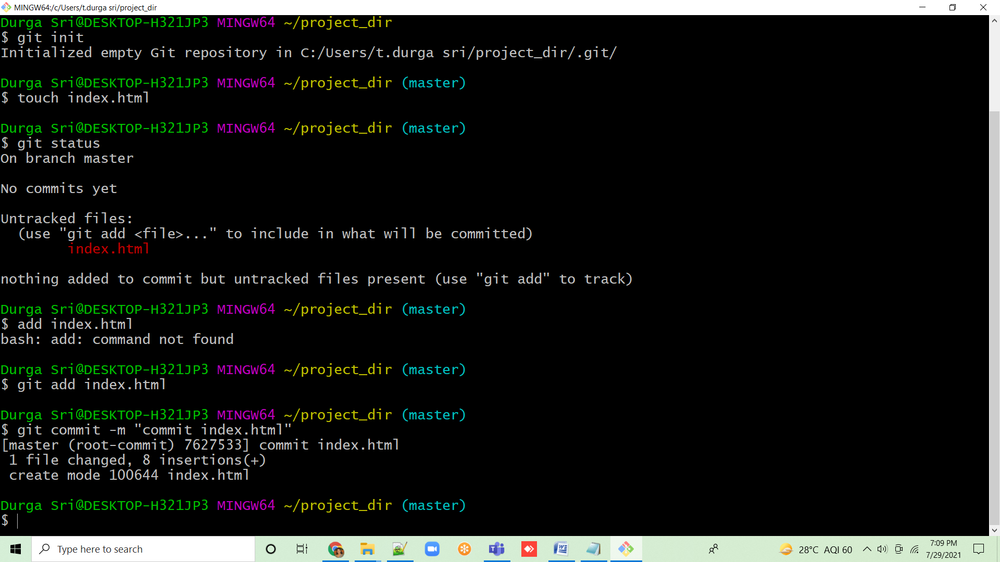 MINGW64:/c/Users/t.durga sri/project_dir
Durga Sri@DESKTOP-H321JP3 MINGW64 ~/project_dir
$ git init
Initialized empty Git repository in C:/Users/t.durga sri/project_dir/.git/
Durga Sri@DESKTOP-H321JP3 MINGW64 ~/project_dir (master)
$ touch index.html
Durga Sri@DESKTOP-H321JP3 MINGW64 ~/project_dir (master)
$ git status
On branch master
No commits yet
Untracked files:
  (use "git add <file>..." to include in what will be committed)
        index.html
nothing added to commit but untracked files present (use "git add" to track)
Durga Sri@DESKTOP-H321JP3 MINGW64 ~/project_dir (master)
$ add index.html
bash: add: command not found
Durga Sri@DESKTOP-H321JP3 MINGW64 ~/project_dir (master)
$ git add index.html
Durga Sri@DESKTOP-H321JP3 MINGW64 ~/project_dir (master)
$ git commit -m "commit index.html"
[master (root-commit) 7627533] commit index.html
 1 file changed, 8 insertions(+)
 create mode 100644 index.html
Durga Sri@DESKTOP-H321JP3 MINGW64 ~/project_dir (master)
$
Type here to search
28°C AQI 60
7:09 PM
7/29/2021